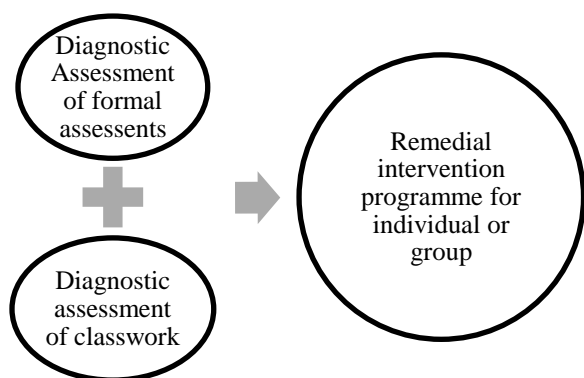 Diagnostic
Assessment
of formal
assessents
Diagnostic
assessment
of classwork
Remedial
intervention
programme for
individual or
group